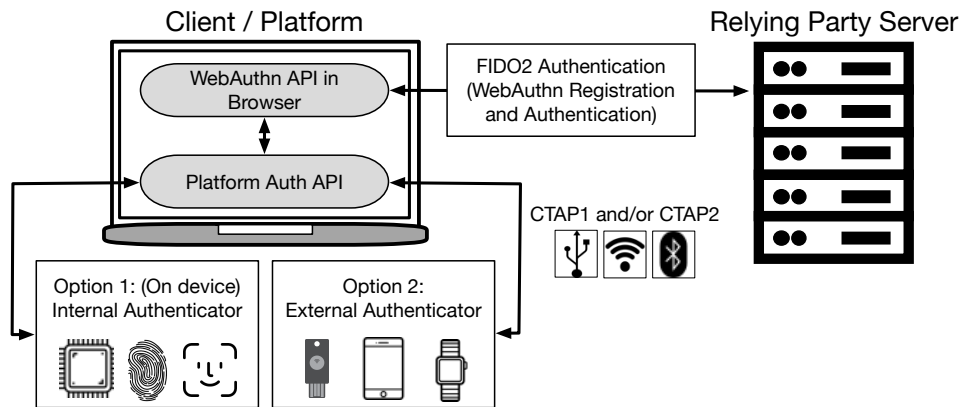 Client / Platform
Relying Party Server
WebAuthn API in
Browser
FIDO2 Authentication
(WebAuthn Registration
and Authentication)
Platform Auth API
CTAP1 and/or CTAP2
Option 1: (On device)
Internal Authenticator
Option 2:
External Authenticator